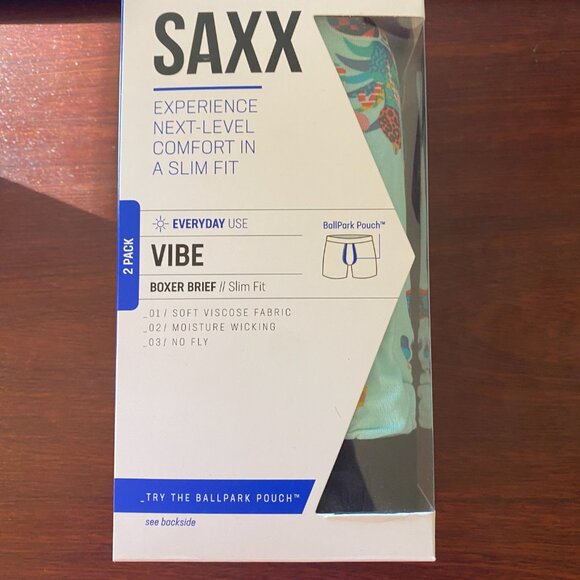 SAXX
EXPERIENCE
NEXT-LEVEL
COMFORT IN
A SLIM FIT
2 PACK
EVERYDAY USE
VIBE
BOXER BRIEF // Slim Fit
BallPark Pouch™
_01/ SOFT VISCOSE FABRIC
_02/ MOISTURE WICKING
_03/ NO FLY
_TRY THE BALLPARK POUCH™
see backside